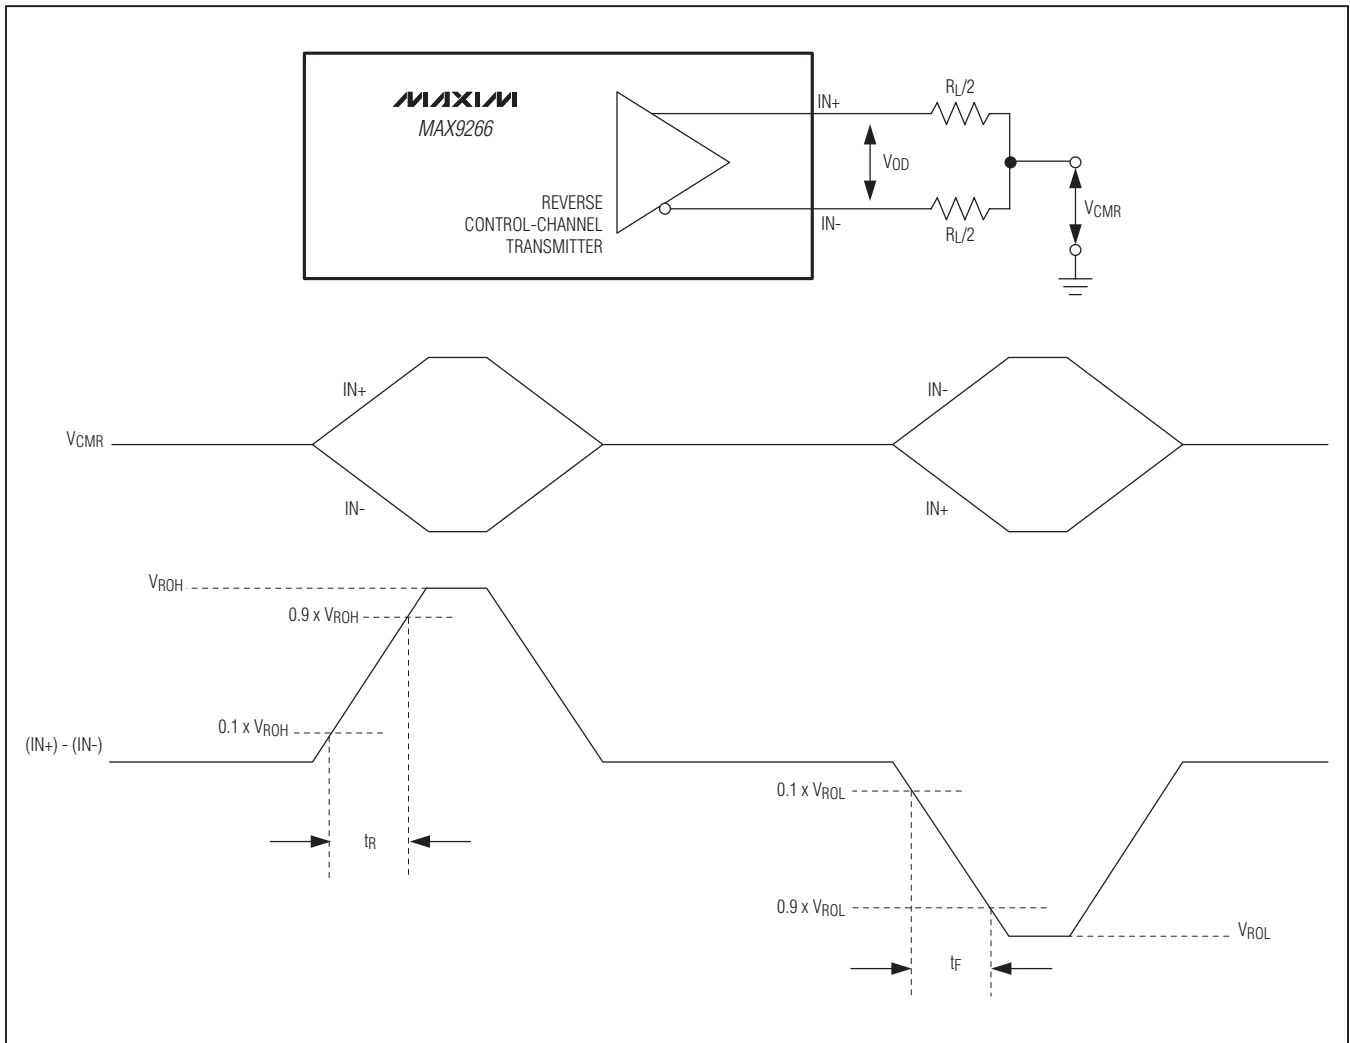 MAXIM
MAX9266
REVERSE
CONTROL-CHANNEL
TRANSMITTER
IN+
IN-
VOD
RL/2
RL/2
VCMR
VCMR
IN+
IN-
IN-
IN+
VROH
0.9 x VROH
0.1 x VROH
(IN+) - (IN-)
tR
0.1 x VROL
0.9 x VROL
VROL
tF